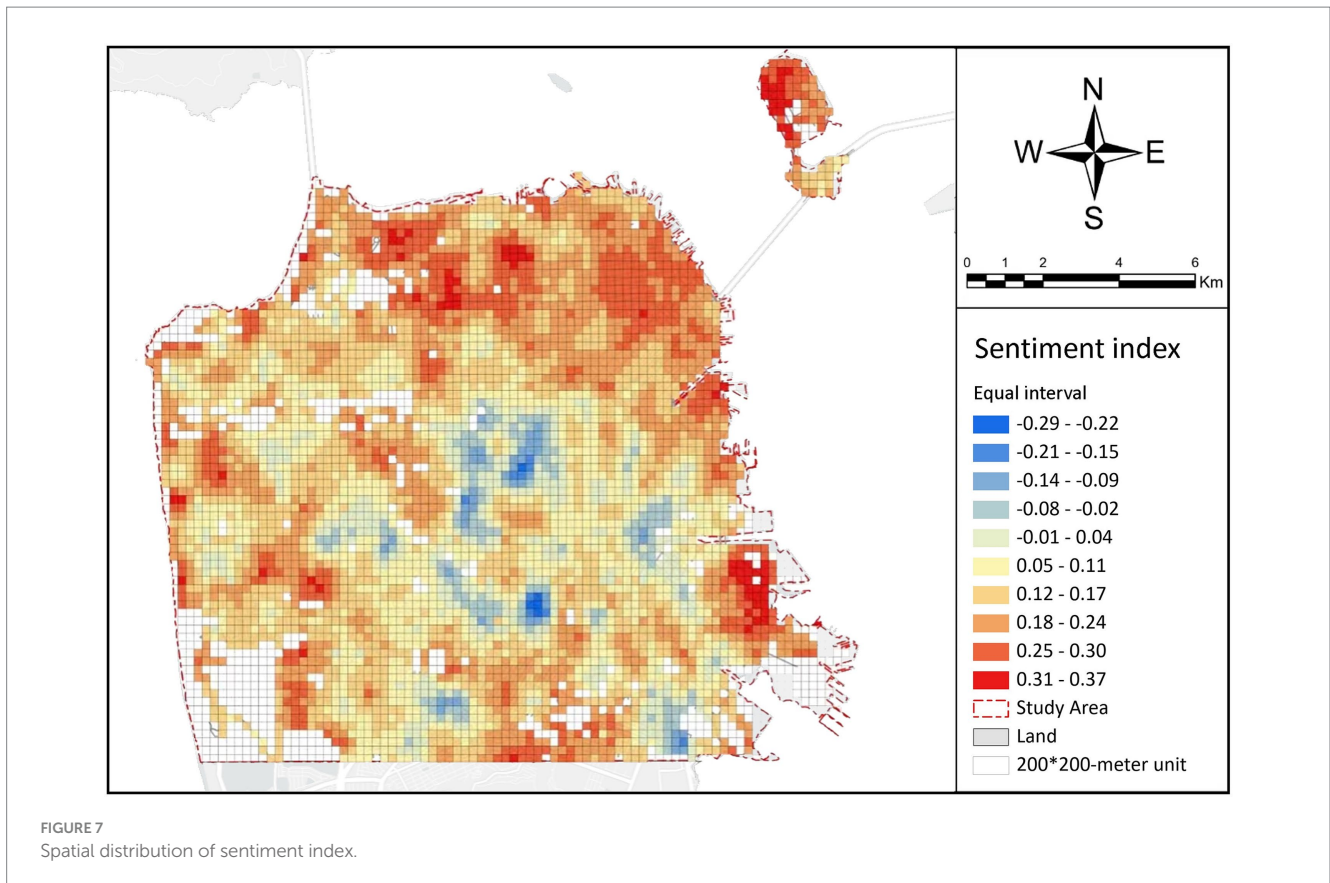 N
W E
S
0 1 2 4 6
Km
Sentiment index
Equal interval
-0.29 - -0.22
-0.21 - -0.15
-0.14 - -0.09
-0.08 - -0.02
-0.01 - 0.04
0.05 - 0.11
0.12 - 0.17
0.18 - 0.24
0.25 - 0.30
0.31 - 0.37
Study Area
Land
200*200-meter unit
FIGURE 7
Spatial distribution of sentiment index.